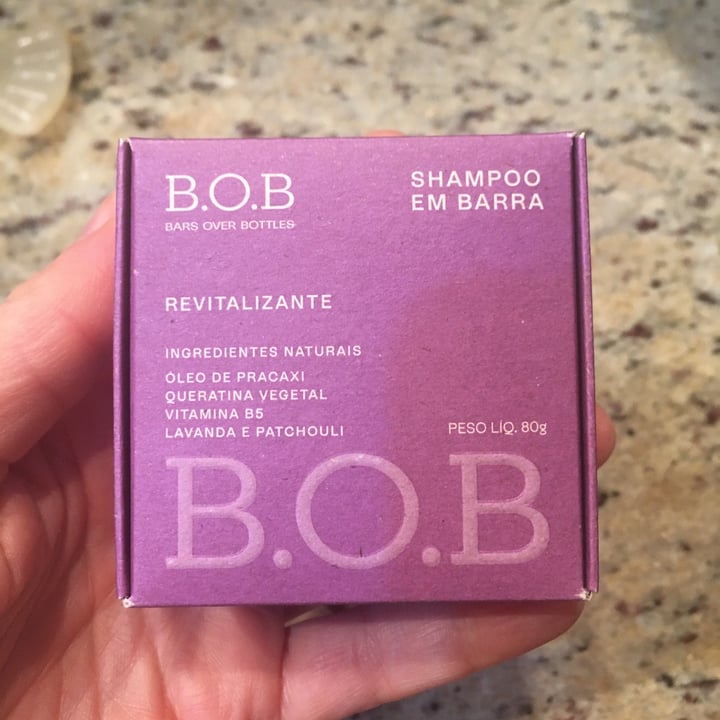 B.O.B
BARS OVER BOTTLES
SHAMPOO
EM BARRA
REVITALIZANTE
INGREDIENTES NATURAIS
ÓLEO DE PRACAXI
QUERATINA VEGETAL
VITAMINA B5
LAVANDA E PATCHOULI
PESO LÍQ. 80g
B.O.B